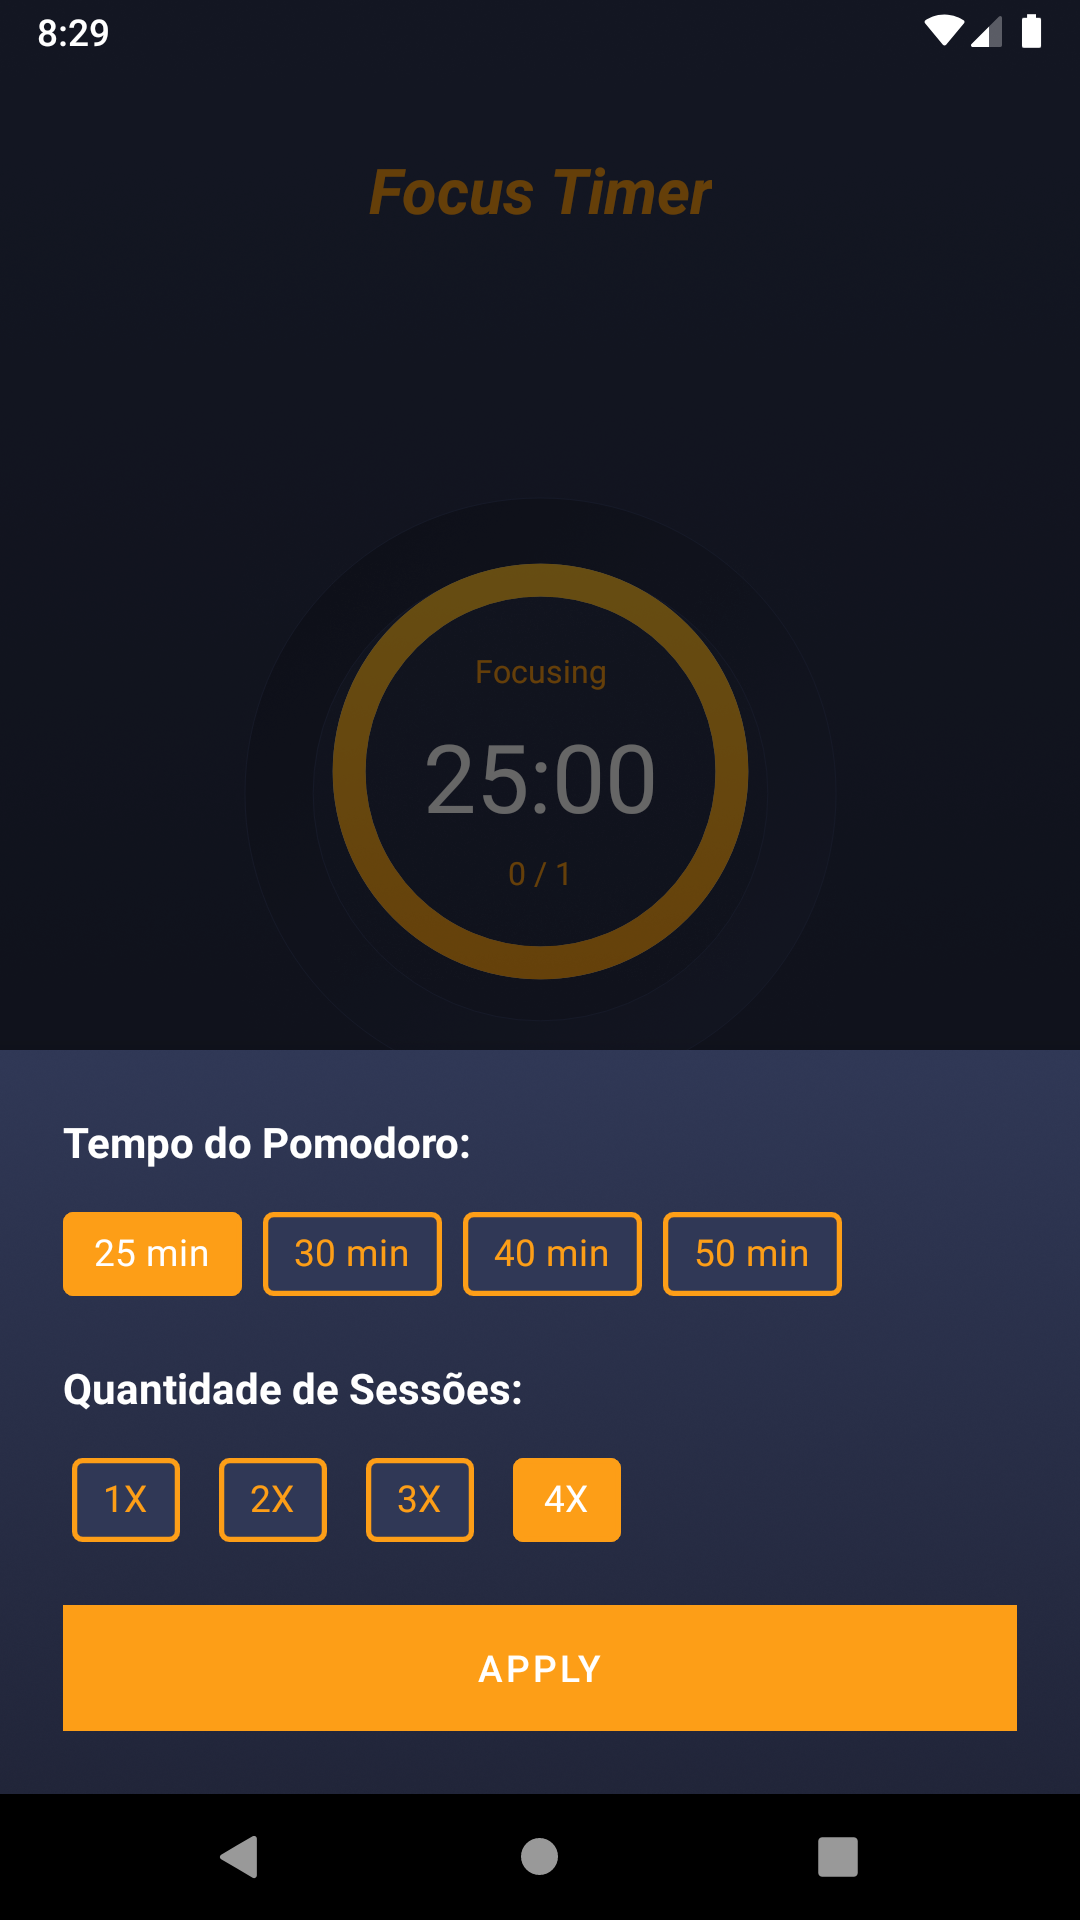 8:29
Focus Timer
Focusing
25:00
0 / 1
Tempo do Pomodoro:
25 min 30 min 40 min 50 min
Quantidade de Sessões:
1X 2X 3X 4X
APPLY